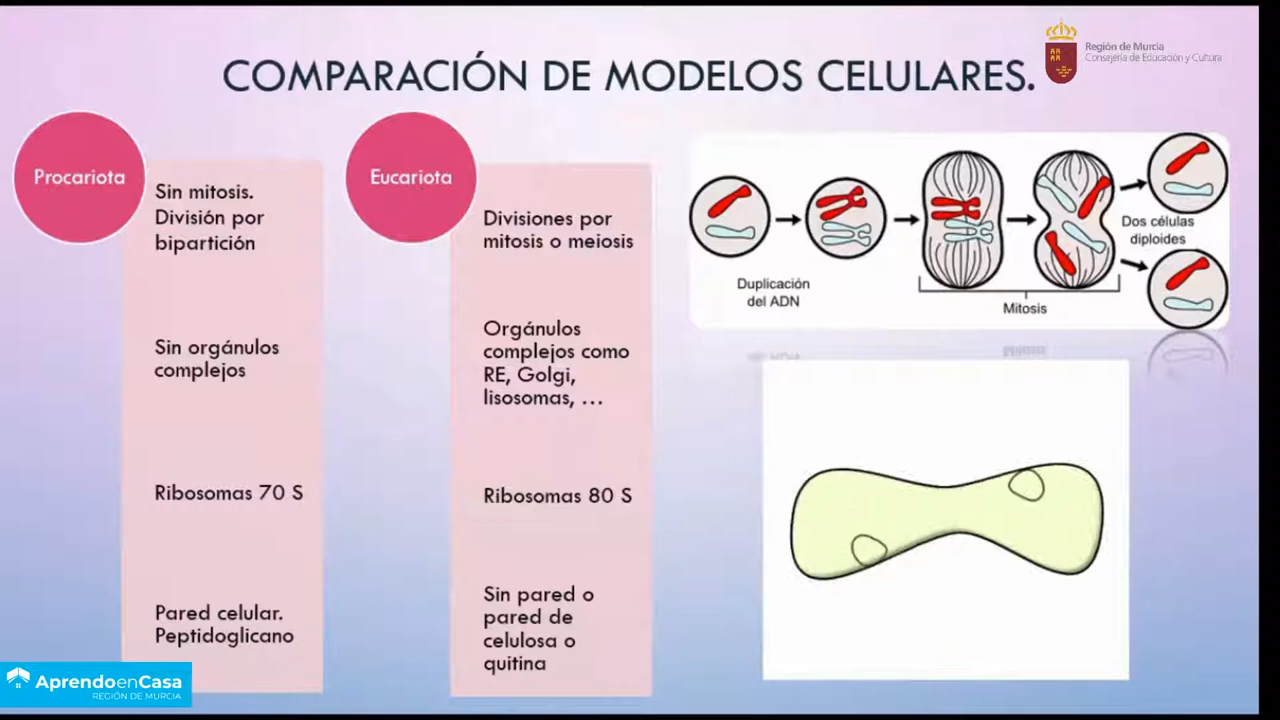 COMPARACIÓN DE MODELOS CELULARES.
Región de Murcia
Consejería de Educación y Cultura
Procariota
Sin mitosis.
División por
bipartición
Sin orgánulos
complejos
Ribosomas 70 S
Pared celular.
Peptidoglicano
Eucariota
Divisiones por
mitosis o meiosis
Orgánulos
complejos como
RE, Golgi,
lisosomas, ...
Ribosomas 80 S
Sin pared o
pared de
celulosa o
quitina
Duplicación
del ADN
Mitosis
Dos células
diploides
AprendoenCasa
REGIÓN DE MURCIA